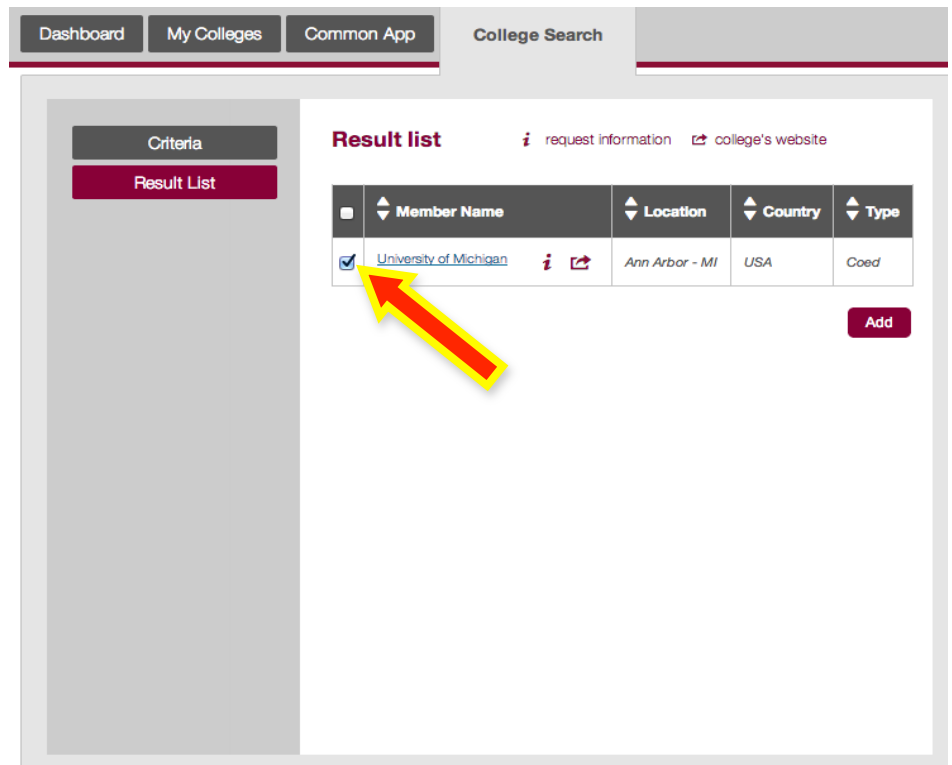 Dashboard My Colleges Common App College Search
Criteria
Result List
Result list i request information college's website
Member Name Location Country Type
University of Michigan i Ann Arbor - MI USA Coed
Add